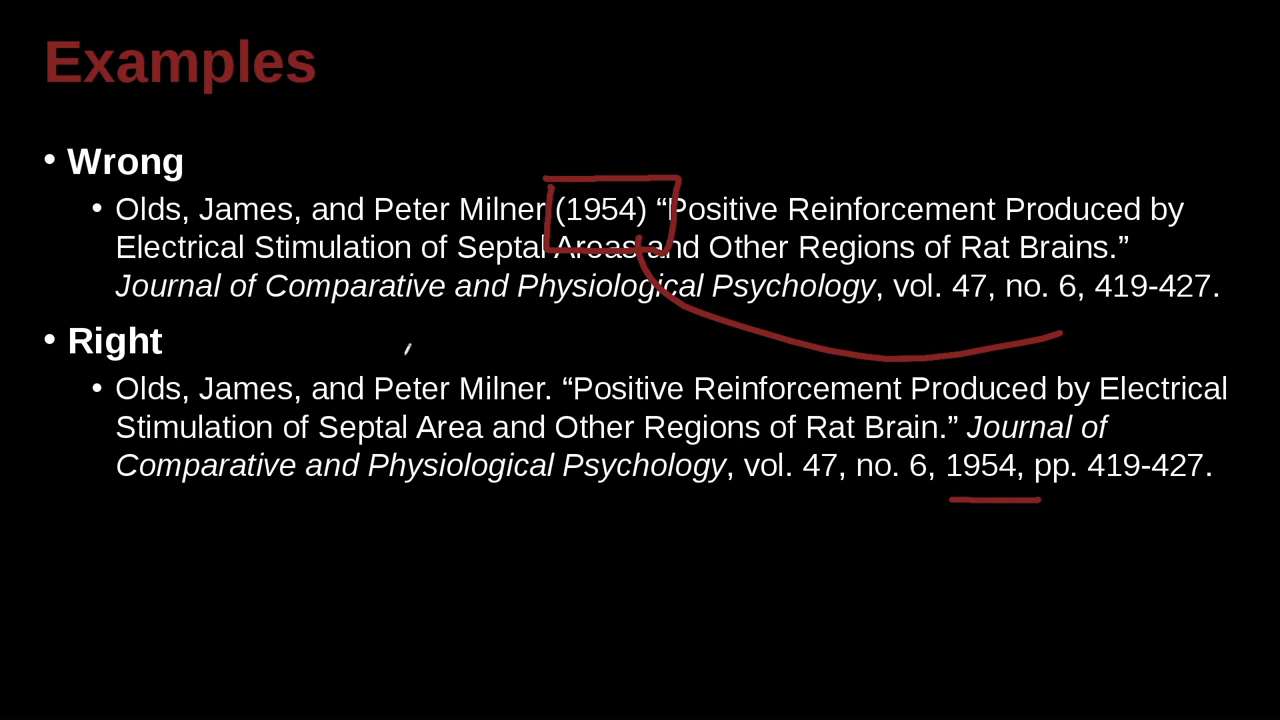 Examples
• Wrong
• Olds, James, and Peter Milner (1954) “Positive Reinforcement Produced by
Electrical Stimulation of Septal Areas and Other Regions of Rat Brains.”
Journal of Comparative and Physiological Psychology, vol. 47, no. 6, 419-427.
• Right
• Olds, James, and Peter Milner. “Positive Reinforcement Produced by Electrical
Stimulation of Septal Area and Other Regions of Rat Brain.” Journal of
Comparative and Physiological Psychology, vol. 47, no. 6, 1954, pp. 419-427.